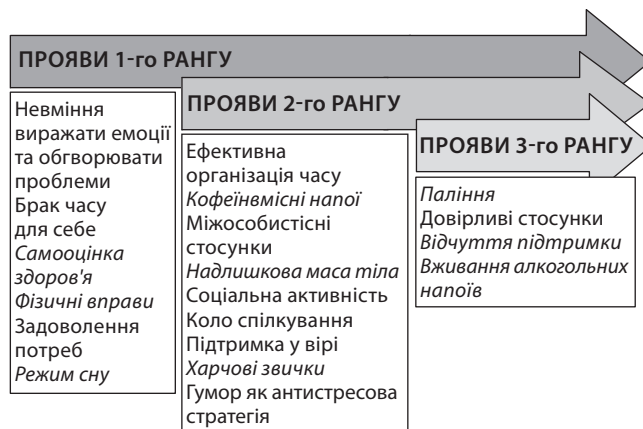 ПРОЯВИ 1-го РАНГУ
Невміння
виражати емоції
та обгворювати
проблеми
Брак часу
для себе
Самооцінка
здоров'я
Фізичні вправи
Задоволення
потреб
Режим сну
ПРОЯВИ 2-го РАНГУ
Ефективна
організація часу
Кофеїнвмісні напої
Міжособистісні
стосунки
Надлишкова маса тіла
Соціальна активність
Коло спілкування
Підтримка у вірі
Харчові звички
Гумор як антистресова
стратегія
ПРОЯВИ 3-го РАНГУ
Паління
Довірливі стосунки
Відчуття підтримки
Вживання алкогольних
напоїв